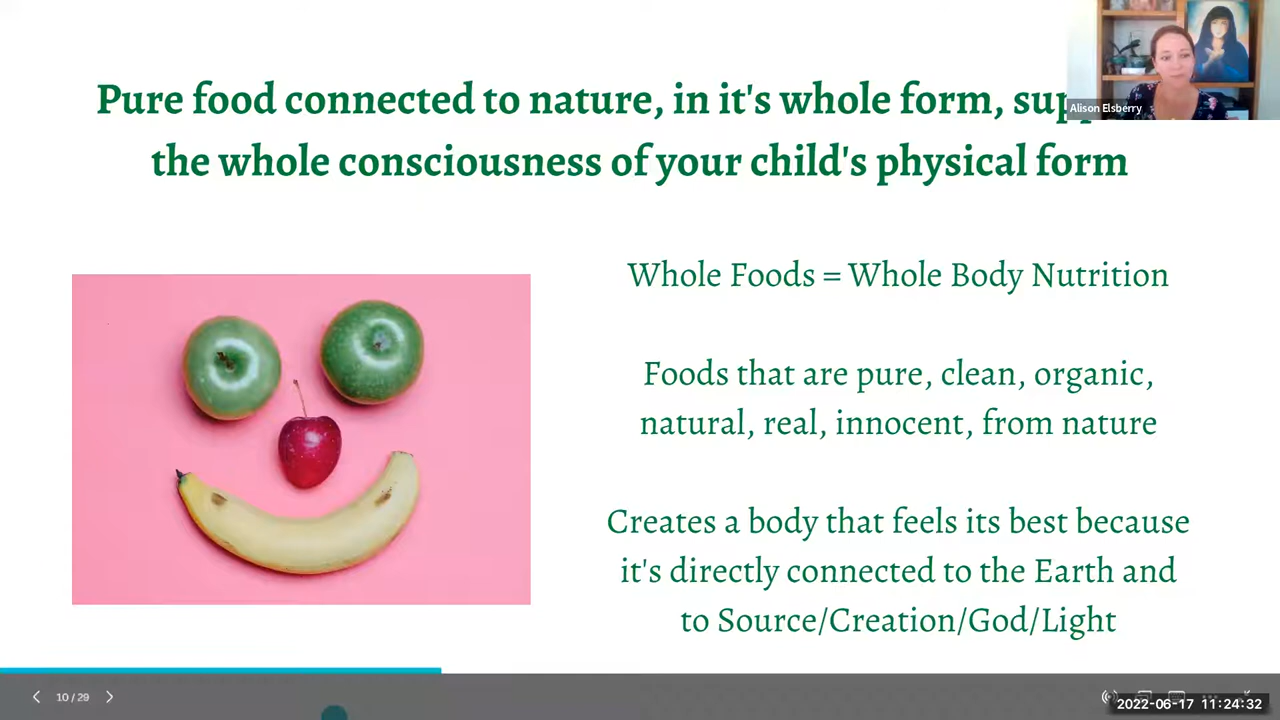 Pure food connected to nature, in it's whole form,
the whole consciousness of your child's physical form
Alison Elsberry
Whole Foods = Whole Body Nutrition
Foods that are pure, clean, organic,
natural, real, innocent, from nature
Creates a body that feels its best because
it's directly connected to the Earth and
to Source/Creation/God/Light
10 / 29
2022-06-17 11:24:32